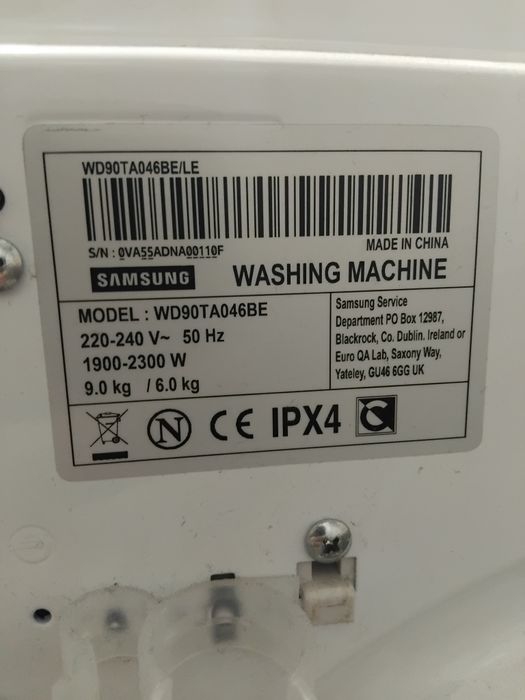 WD90TA046BE/LE
S/N : 0VA55ADNA00110F
MADE IN CHINA
SAMSUNG WASHING MACHINE
MODEL : WD90TA046BE
220-240 V~ 50 Hz
1900-2300 W
9.0 kg / 6.0 kg
Samsung Service
Department PO Box 12987,
Blackrock, Co. Dublin. Ireland or
Euro QA Lab, Saxony Way,
Yateley, GU46 6GG UK
N CE IPX4 C